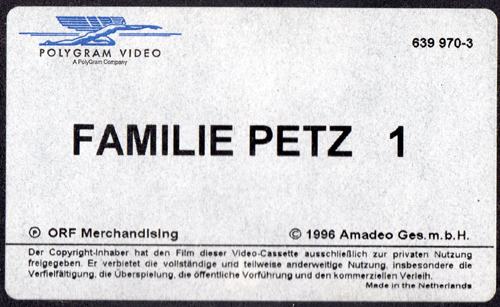 POLYGRAM VIDEO
A PolyGram Company
639 970-3
FAMILIE PETZ 1
Ⓟ ORF Merchandising
© 1996 Amadeo Ges.m.b.H.
Der Copyright-Inhaber hat den Film dieser Video-Cassette ausschließlich zur privaten Nutzung
freigegeben. Er verbietet die vollständige und teilweise anderweitige Nutzung, insbesondere die
Verfielfältigung, die Überspielung, die öffentliche Vorführung und den kommerziellen Verleih.
Made in the Netherlands